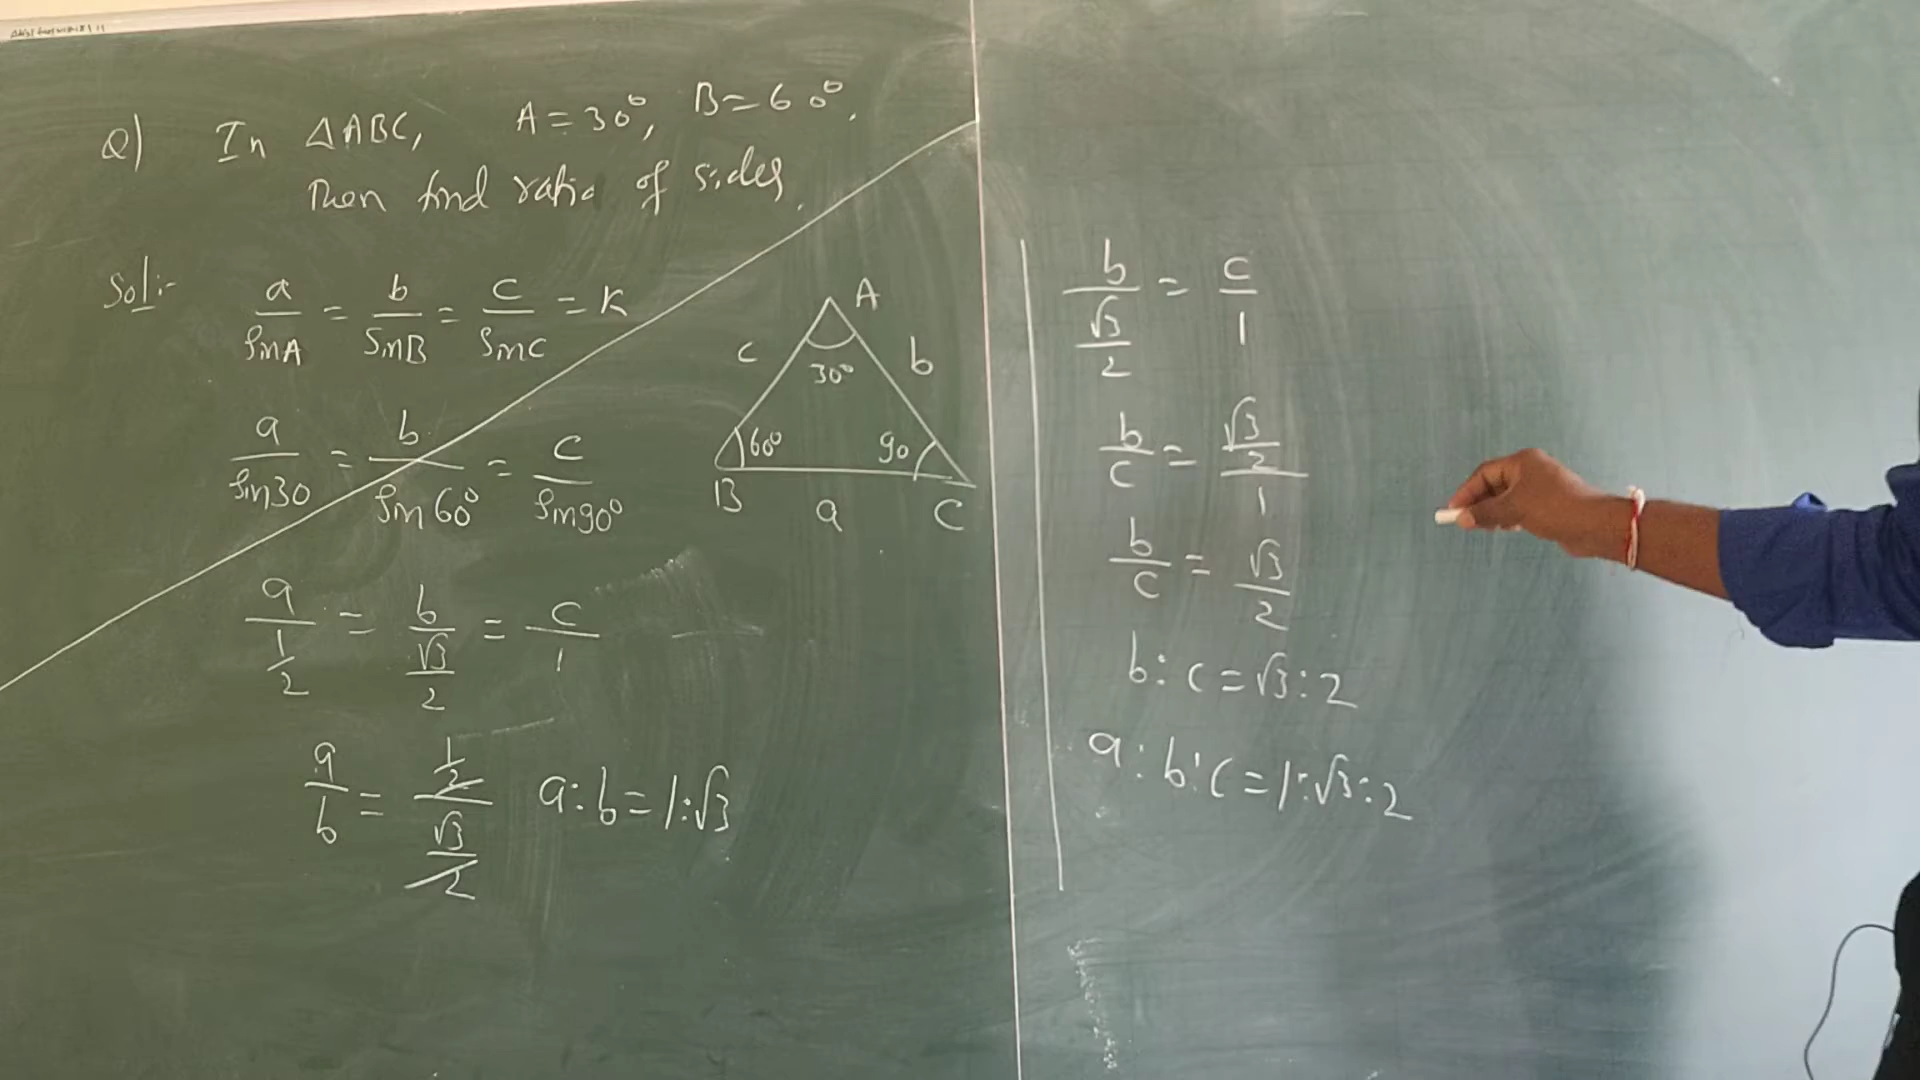 Q) In △ABC, A=30°, B=60°.
Then find ratio of sides.
Sol:-
a/SinA = b/SinB = c/SinC = K
a/Sin30 = b/Sin60° = c/Sin90°
a/(1/2) = b/(√3/2) = c/1
a/b = (1/2)/(√3/2) a:b=1:√3
A
c 30° b
60° 90
B a C
b/(√3/2) = c/1
b/c = (√3/2)/1
b/c = √3/2
b:c=√3:2
a:b:c=1:√3:2